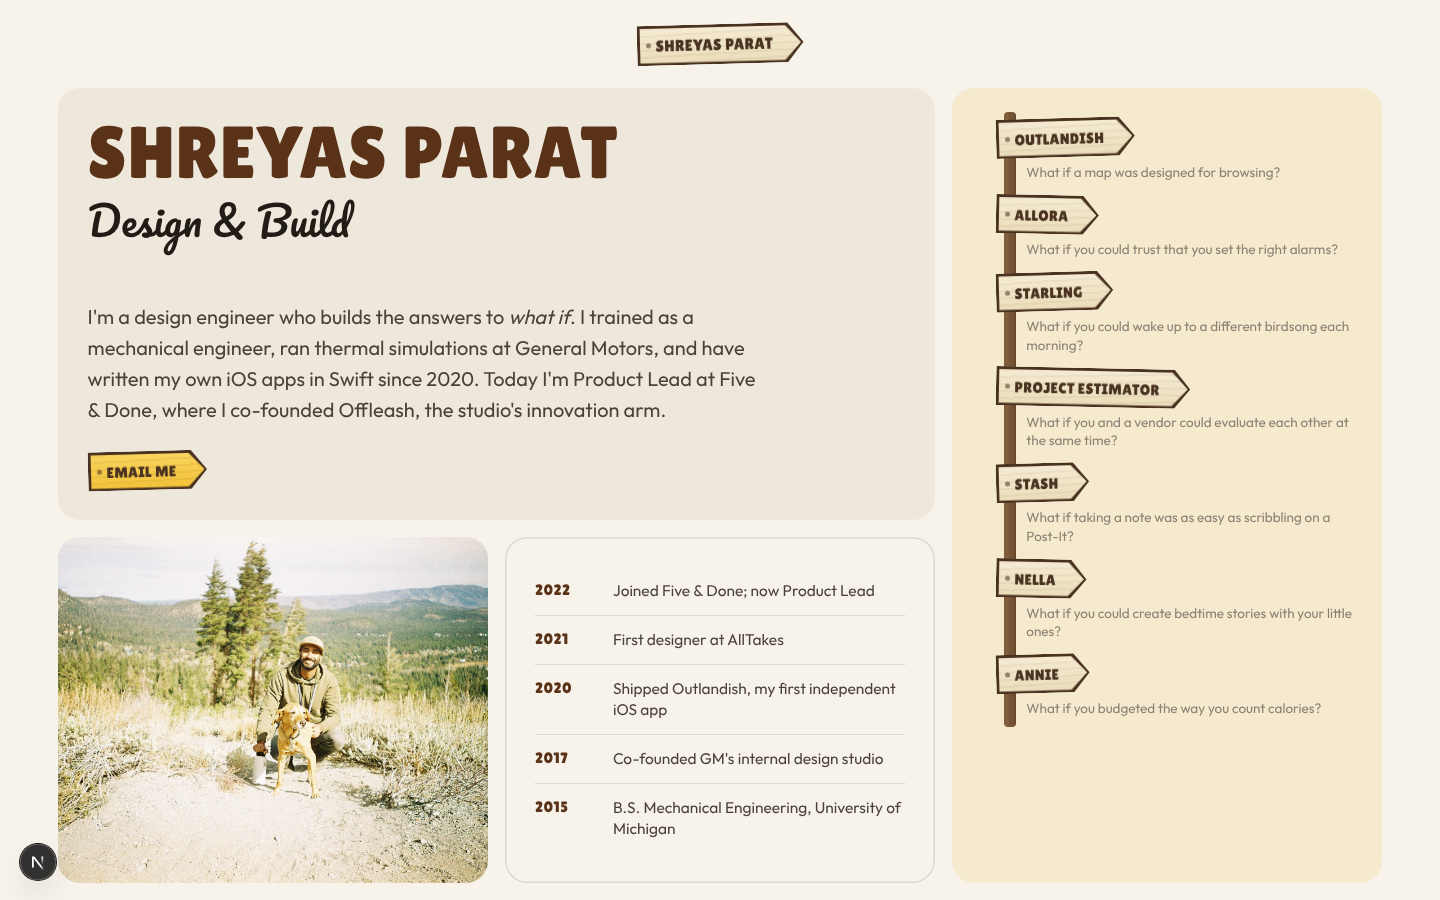 SHREYAS PARAT
SHREYAS PARAT
Design & Build
I'm a design engineer who builds the answers to what if. I trained as a
mechanical engineer, ran thermal simulations at General Motors, and have
written my own iOS apps in Swift since 2020. Today I'm Product Lead at Five
& Done, where I co-founded Offleash, the studio's innovation arm.
EMAIL ME
2022 Joined Five & Done; now Product Lead
2021 First designer at AllTakes
2020 Shipped Outlandish, my first independent
iOS app
2017 Co-founded GM's internal design studio
2015 B.S. Mechanical Engineering, University of
Michigan
OUTLANDISH
What if a map was designed for browsing?
ALLORA
What if you could trust that you set the right alarms?
STARLING
What if you could wake up to a different birdsong each
morning?
PROJECT ESTIMATOR
What if you and a vendor could evaluate each other at
the same time?
STASH
What if taking a note was as easy as scribbling on a
Post-It?
NELLA
What if you could create bedtime stories with your little
ones?
ANNIE
What if you budgeted the way you count calories?
N